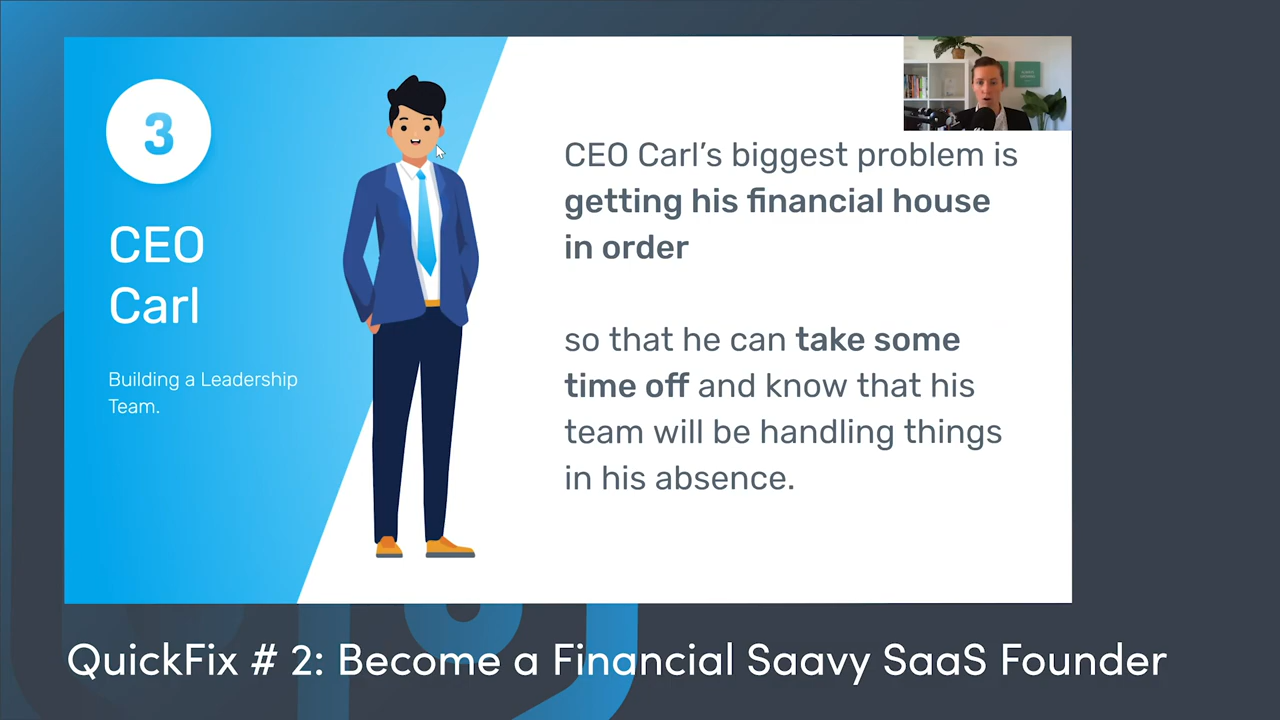 3
CEO
Carl
Building a Leadership
Team.
CEO Carl's biggest problem is
getting his financial house
in order
so that he can take some
time off and know that his
team will be handling things
in his absence.
QuickFix # 2: Become a Financial Saavy SaaS Founder